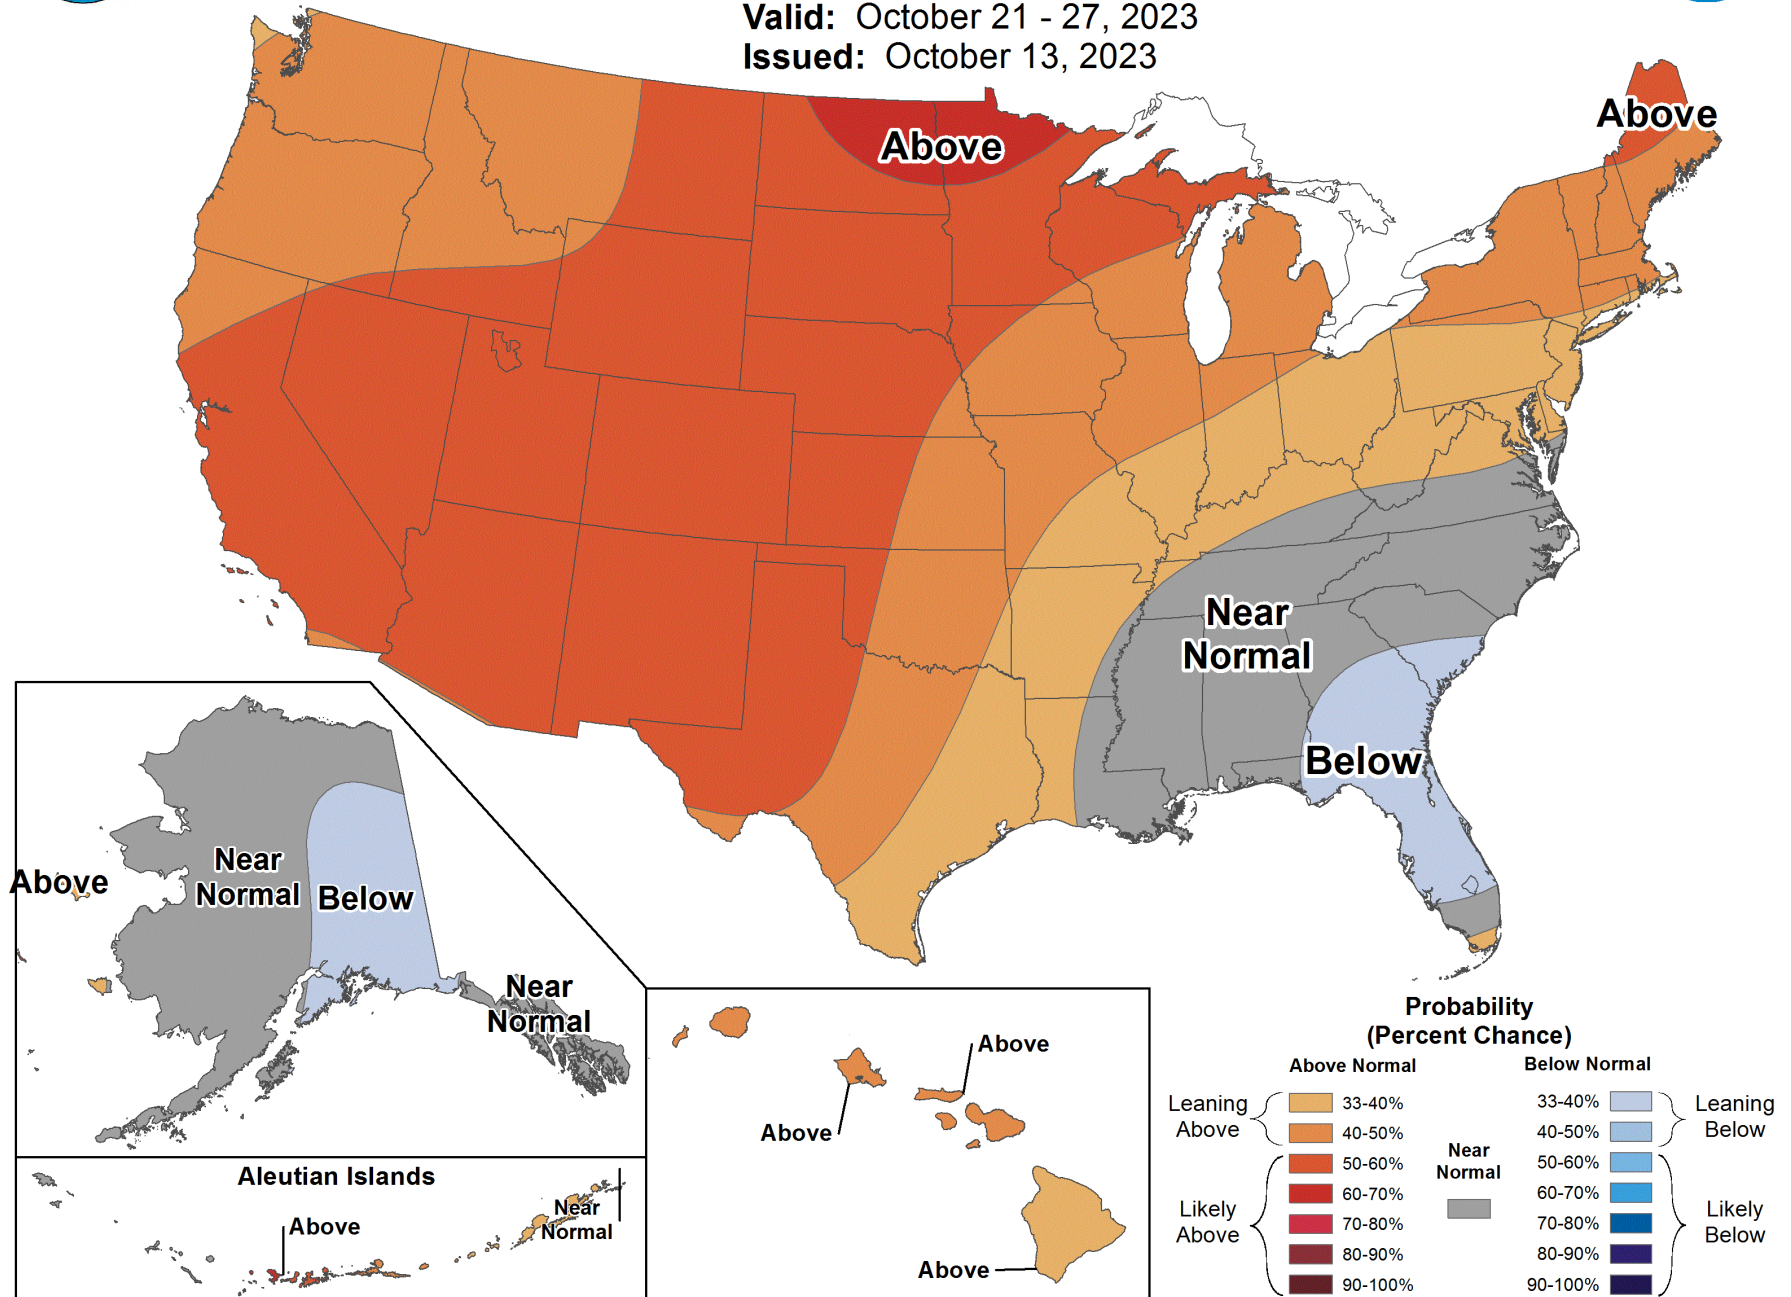 Valid: October 21 - 27, 2023
Issued: October 13, 2023
Above
Above
Near
Normal
Below
Above
Near
Normal
Below
Near
Normal
Aleutian Islands
Above
Near
Normal
Above
Above
Above
Probability
(Percent Chance)
Above Normal
Below Normal
Leaning
Above
33-40%
40-50%
Likely
Above
50-60%
60-70%
70-80%
80-90%
90-100%
Near
Normal
33-40%
40-50%
Leaning
Below
50-60%
60-70%
70-80%
80-90%
90-100%
Likely
Below